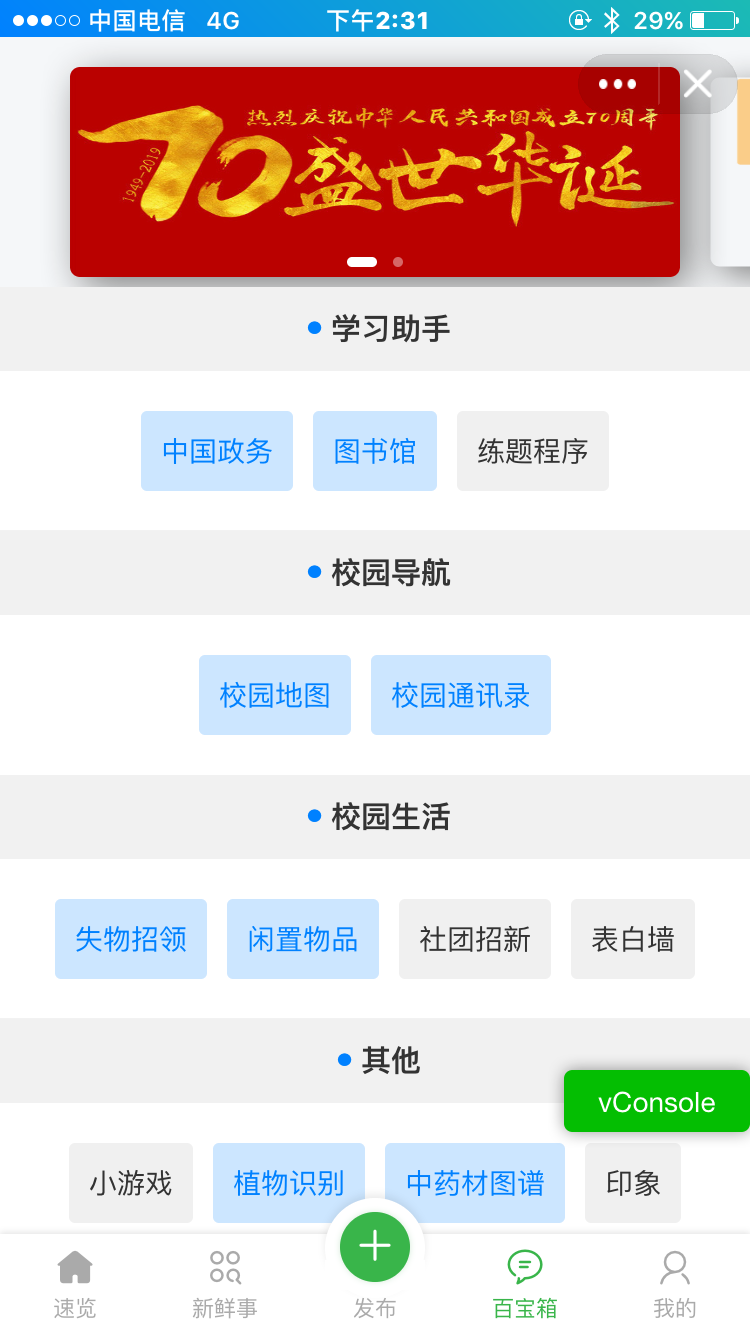 中国电信 4G 下午2:31 29%
热烈庆祝中华人民共和国成立70周年
1949-2019
70盛世华诞
学习助手
中国政务 图书馆 练题程序
校园导航
校园地图 校园通讯录
校园生活
失物招领 闲置物品 社团招新 表白墙
其他
vConsole
小游戏 植物识别 中药材图谱 印象
速览 新鲜事 发布 百宝箱 我的